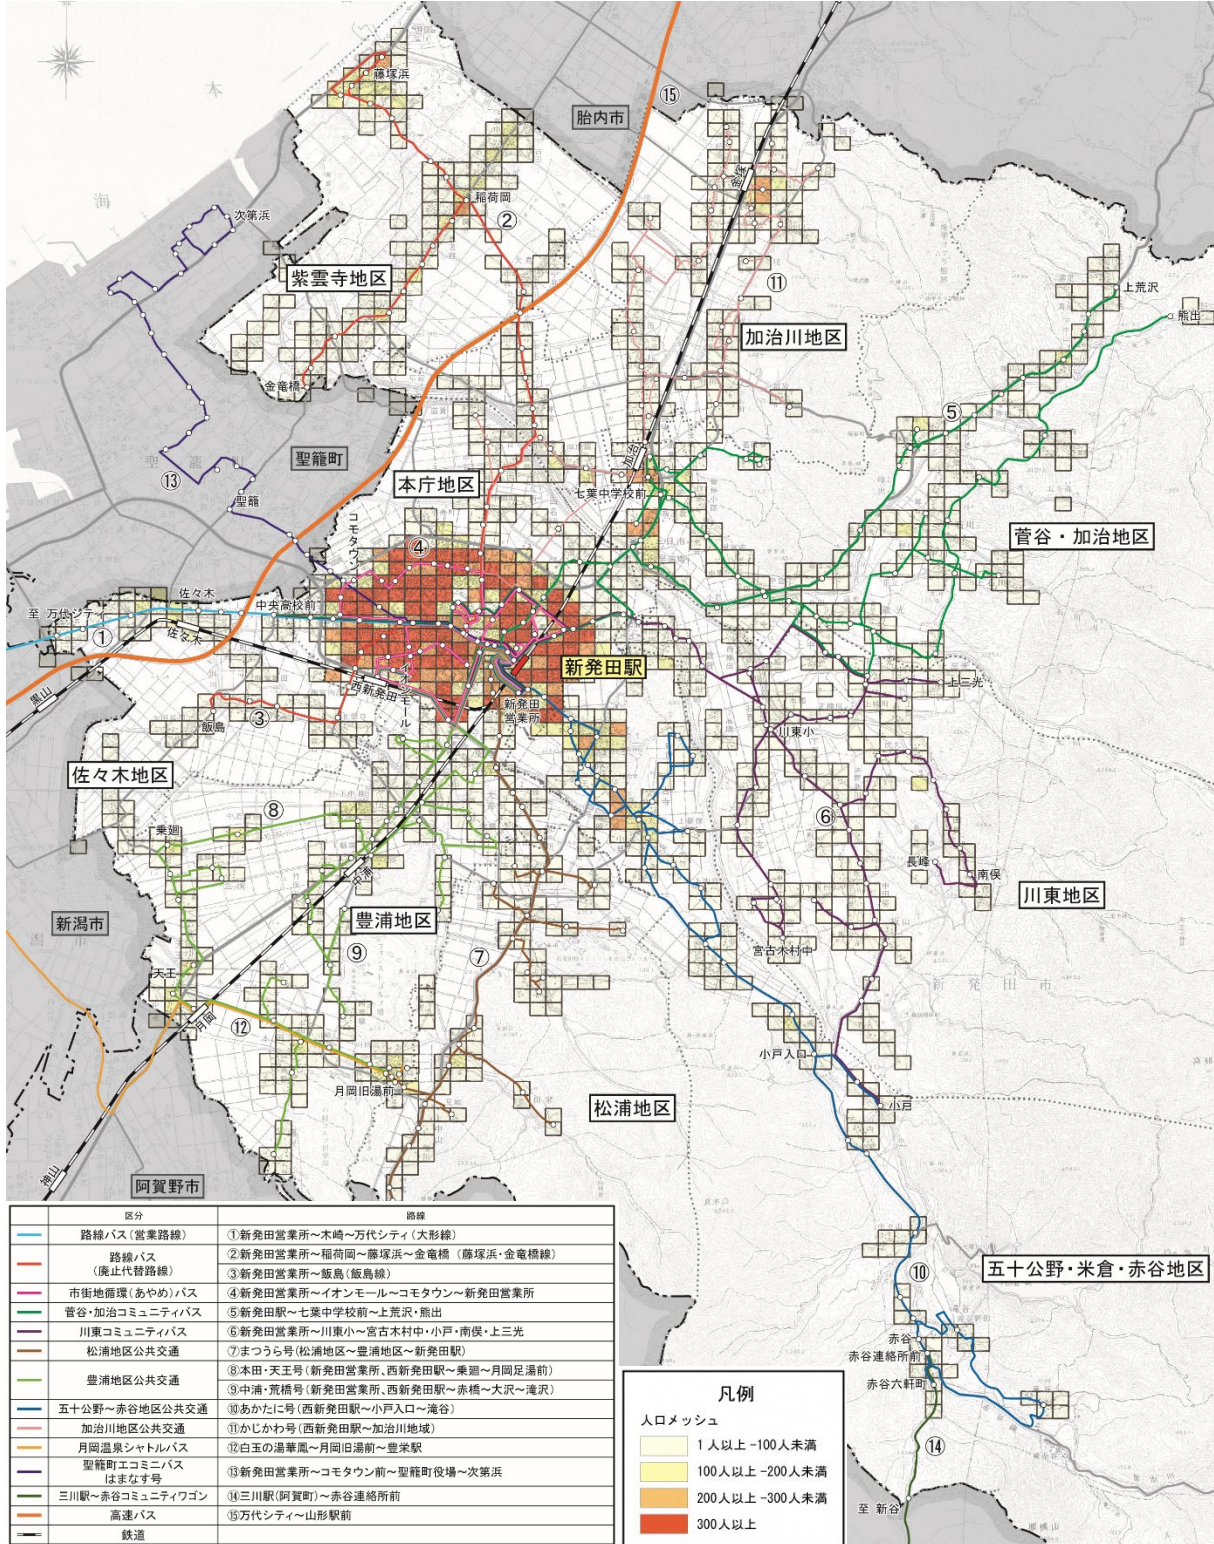 本
海
藤塚浜
⑮
胎内市
金塚
稲荷岡
②
次第浜
紫雲寺地区
⑪
上荒沢
熊出
加治川地区
金竜橋
⑤
聖籠町
聖籠町
⑬
聖籠
本庁地区
加治
七葉中学校前
コモタウン
④
菅谷・加治地区
佐々木
至 万代シティ
中央高校前
①
佐々木
新発田駅
イオンモール
西新発田
上三光
黒山
新発田
営業所
飯島
③
川東小
佐々木地区
⑧
⑥
乗廻
長峰
南俣
中浦
豊浦地区
川東地区
新潟市
宮古木村中
⑨
⑦
新発田市
天王
月岡
⑫
小戸入口
月岡旧湯前
松浦地区
小戸
神山
阿賀野市
五十公野・米倉・赤谷地区
⑩
赤谷
赤谷連絡所前
赤谷六軒町
⑭
至 新谷
区分 路線
路線バス(営業路線) ①新発田営業所～木崎～万代シティ(大形線)
路線バス
(廃止代替路線)
②新発田営業所～稲荷岡～藤塚浜～金竜橋 (藤塚浜・金竜橋線)
③新発田営業所～飯島(飯島線)
市街地循環(あやめ)バス ④新発田営業所～イオンモール～コモタウン～新発田営業所
菅谷・加治コミュニティバス ⑤新発田駅～七葉中学校前～上荒沢・熊出
川東コミュニティバス ⑥新発田営業所～川東小～宮古木村中・小戸・南俣・上三光
松浦地区公共交通 ⑦まつうら号(松浦地区～豊浦地区～新発田駅)
豊浦地区公共交通
⑧本田・天王号(新発田営業所、西新発田駅～乗廻～月岡足湯前)
⑨中浦・荒橋号(新発田営業所、西新発田駅～赤橋～大沢～滝沢)
五十公野～赤谷地区公共交通 ⑩あかたに号(西新発田駅～小戸入口～滝谷)
加治川地区公共交通 ⑪かじかわ号(西新発田駅～加治川地域)
月岡温泉シャトルバス ⑫白玉の湯華鳳～月岡旧湯前～豊栄駅
聖籠町エコミニバス
はまなす号
⑬新発田営業所～コモタウン前～聖籠町役場～次第浜
三川駅～赤谷コミュニティワゴン ⑭三川駅(阿賀町)～赤谷連絡所前
高速バス ⑮万代シティ～山形駅前
鉄道
凡例
人口メッシュ
1人以上 -100人未満
100人以上 -200人未満
200人以上 -300人未満
300人以上